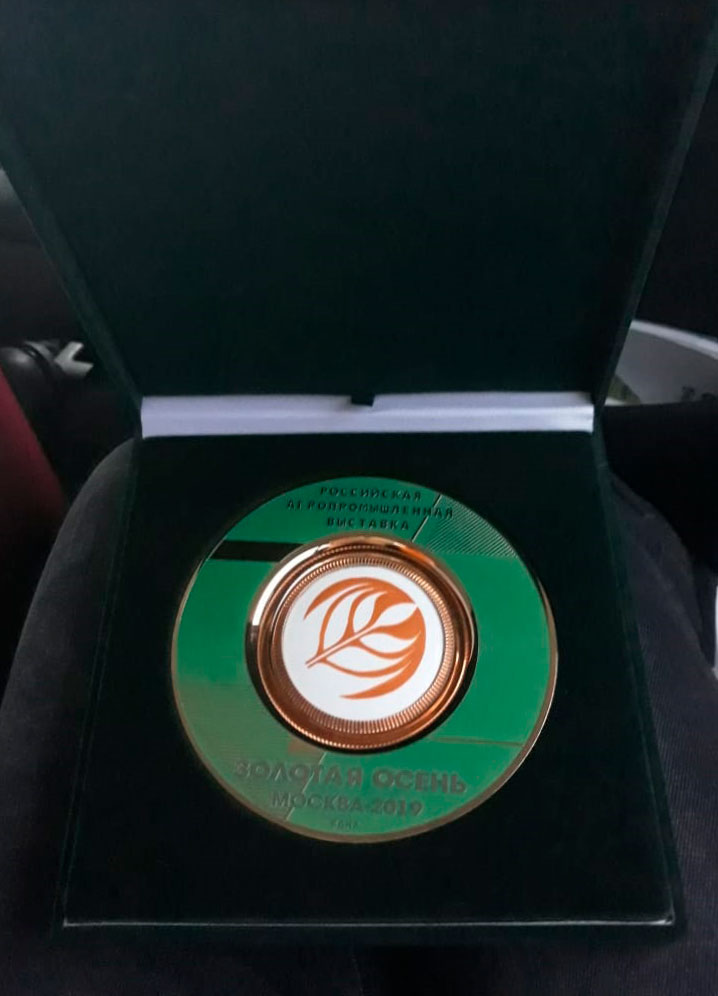 РОССИЙСКАЯ
АГРОПРОМЫШЛЕННАЯ
ВЫСТАВКА
ЗОЛОТАЯ ОСЕНЬ
МОСКВА-2019